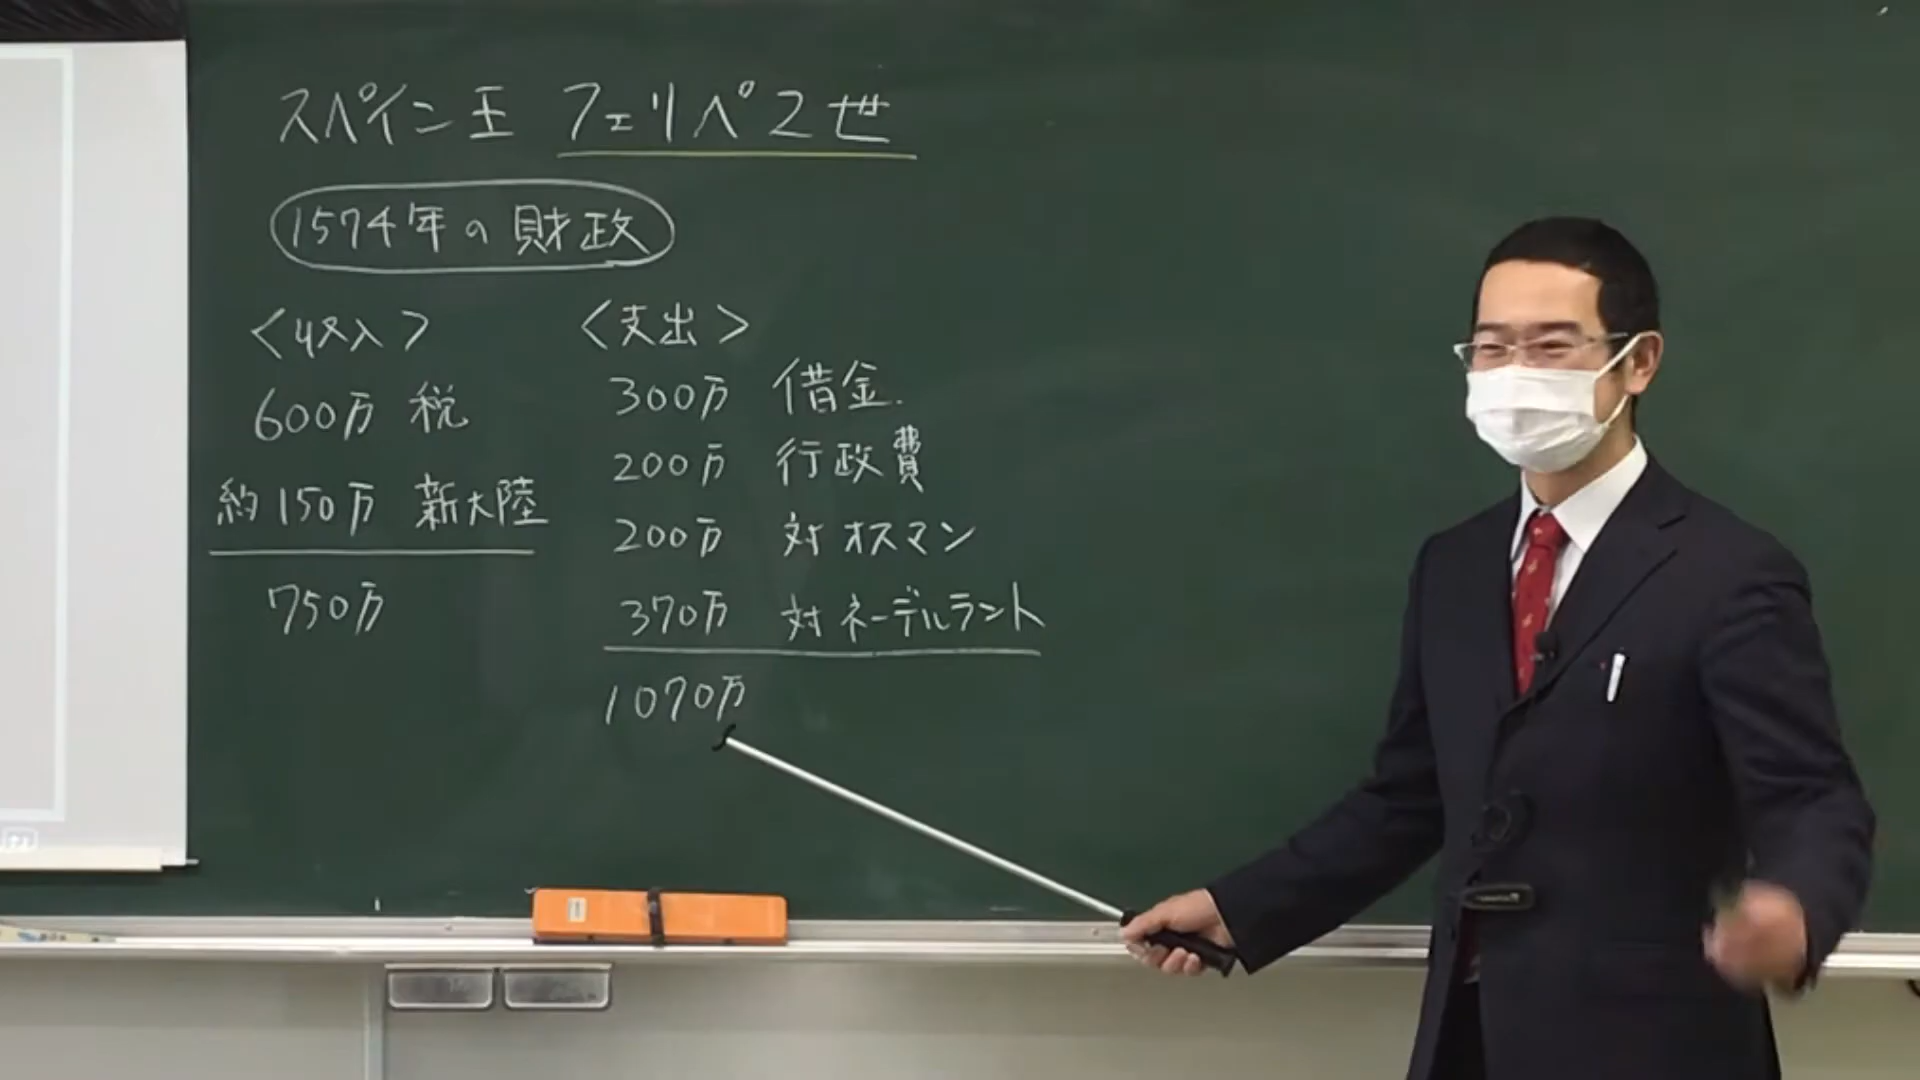 スペイン王 フェリペ2世
1574年の財政
<収入>
600万 税
約150万 新大陸
750万
<支出>
300万 借金.
200万 行政費
200万 対オスマン
370万 対ネーデルラント
1070万